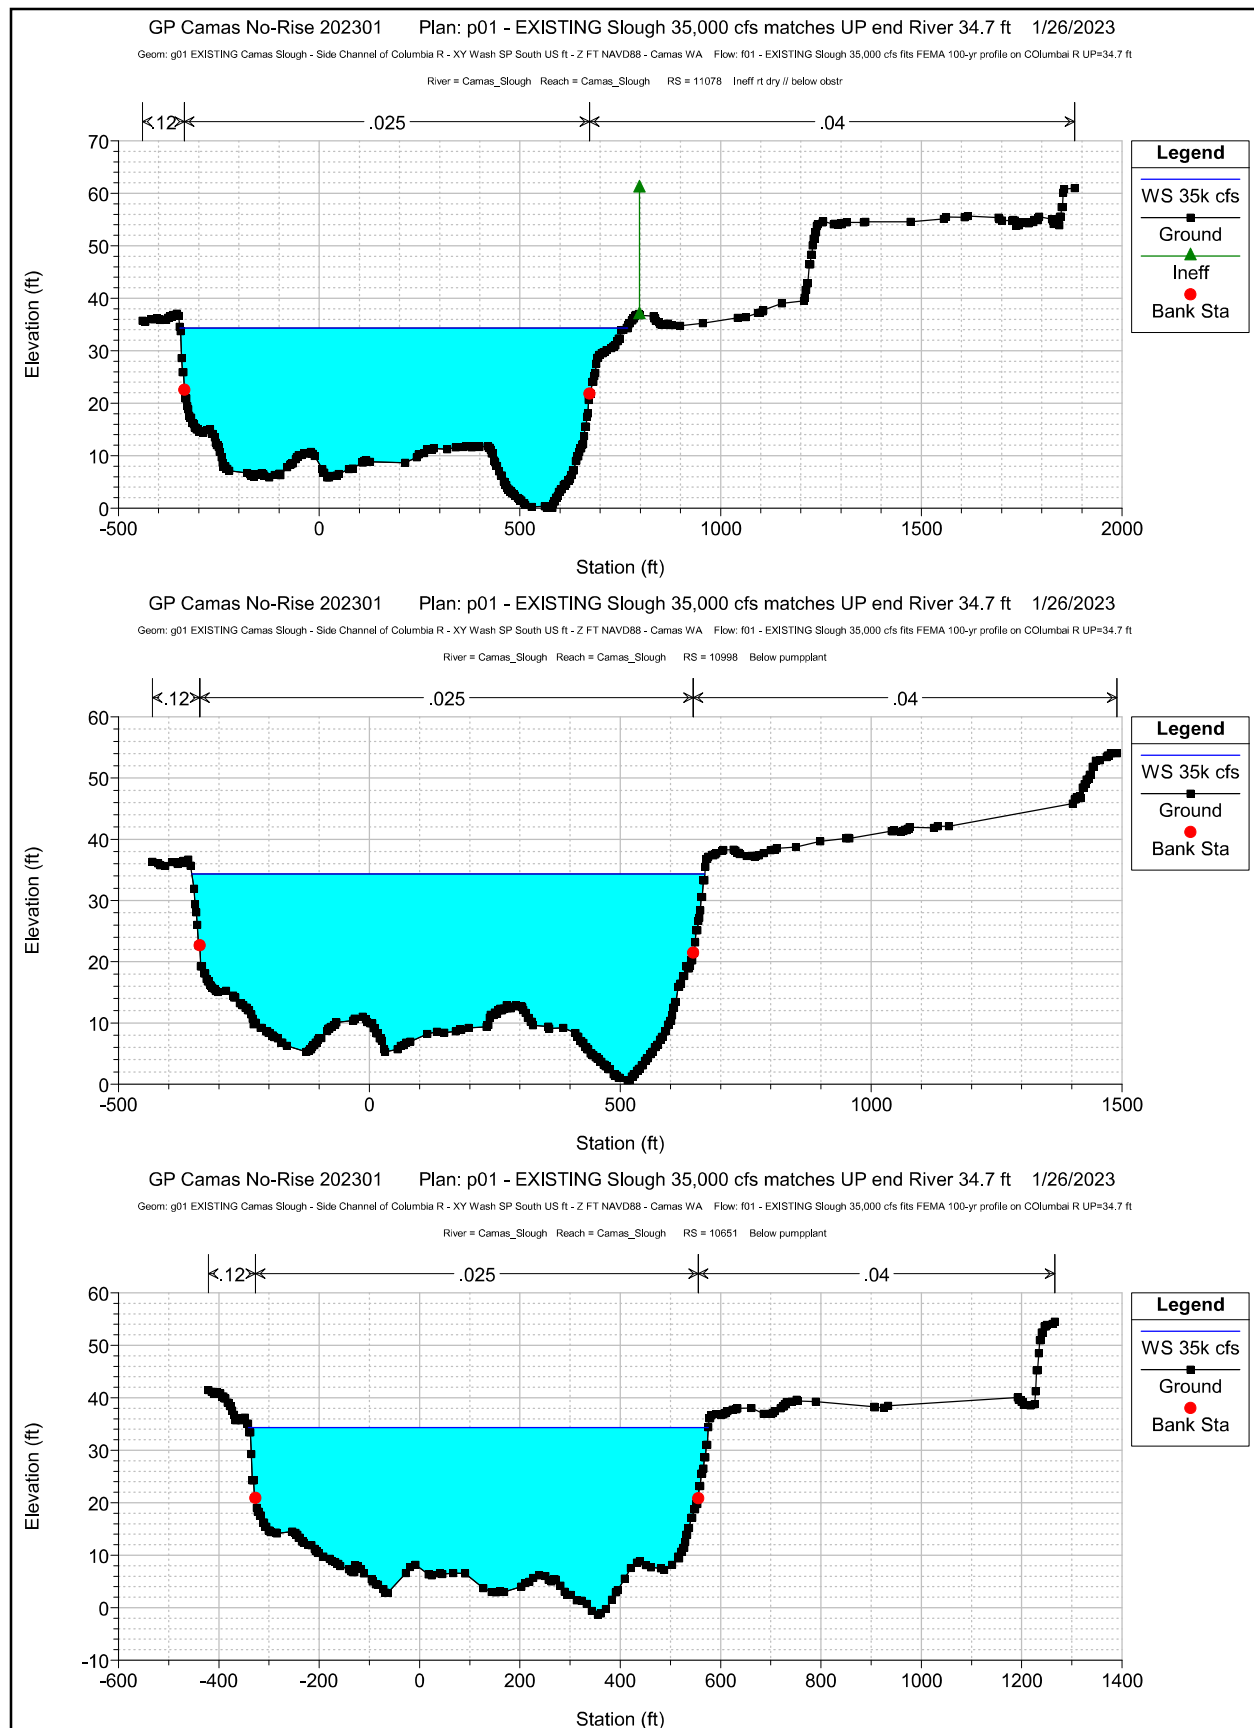 GP Camas No-Rise 202301 Plan: p01 - EXISTING Slough 35,000 cfs matches UP end River 34.7 ft 1/26/2023
Geom: g01 EXISTING Camas Slough - Side Channel of Columbia R - XY Wash SP South US ft - Z FT NAVD88 - Camas WA Flow: f01 - EXISTING Slough 35,000 cfs fits FEMA 100-yr profile on COlumbai R UP=34.7 ft
River = Camas_Slough Reach = Camas_Slough RS = 11078 Ineff rt dry // below obstr
.12 .025 .04
70
60
50
40
30
20
10
0
Elevation (ft)
-500 0 500 1000 1500 2000
Station (ft)
Legend
WS 35k cfs
Ground
Ineff
Bank Sta
GP Camas No-Rise 202301 Plan: p01 - EXISTING Slough 35,000 cfs matches UP end River 34.7 ft 1/26/2023
Geom: g01 EXISTING Camas Slough - Side Channel of Columbia R - XY Wash SP South US ft - Z FT NAVD88 - Camas WA Flow: f01 - EXISTING Slough 35,000 cfs fits FEMA 100-yr profile on COlumbai R UP=34.7 ft
River = Camas_Slough Reach = Camas_Slough RS = 10998 Below pumpplant
.12 .025 .04
60
50
40
30
20
10
0
Elevation (ft)
-500 0 500 1000 1500
Station (ft)
Legend
WS 35k cfs
Ground
Bank Sta
GP Camas No-Rise 202301 Plan: p01 - EXISTING Slough 35,000 cfs matches UP end River 34.7 ft 1/26/2023
Geom: g01 EXISTING Camas Slough - Side Channel of Columbia R - XY Wash SP South US ft - Z FT NAVD88 - Camas WA Flow: f01 - EXISTING Slough 35,000 cfs fits FEMA 100-yr profile on COlumbai R UP=34.7 ft
River = Camas_Slough Reach = Camas_Slough RS = 10651 Below pumpplant
.12 .025 .04
60
50
40
30
20
10
0
-10
Elevation (ft)
-600 -400 -200 0 200 400 600 800 1000 1200 1400
Station (ft)
Legend
WS 35k cfs
Ground
Bank Sta